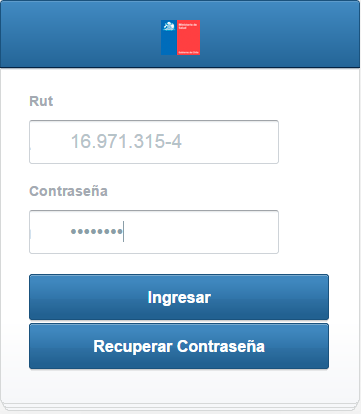 Rut
16.971.315-4
Contraseña
••••••••
Ingresar
Recuperar Contraseña